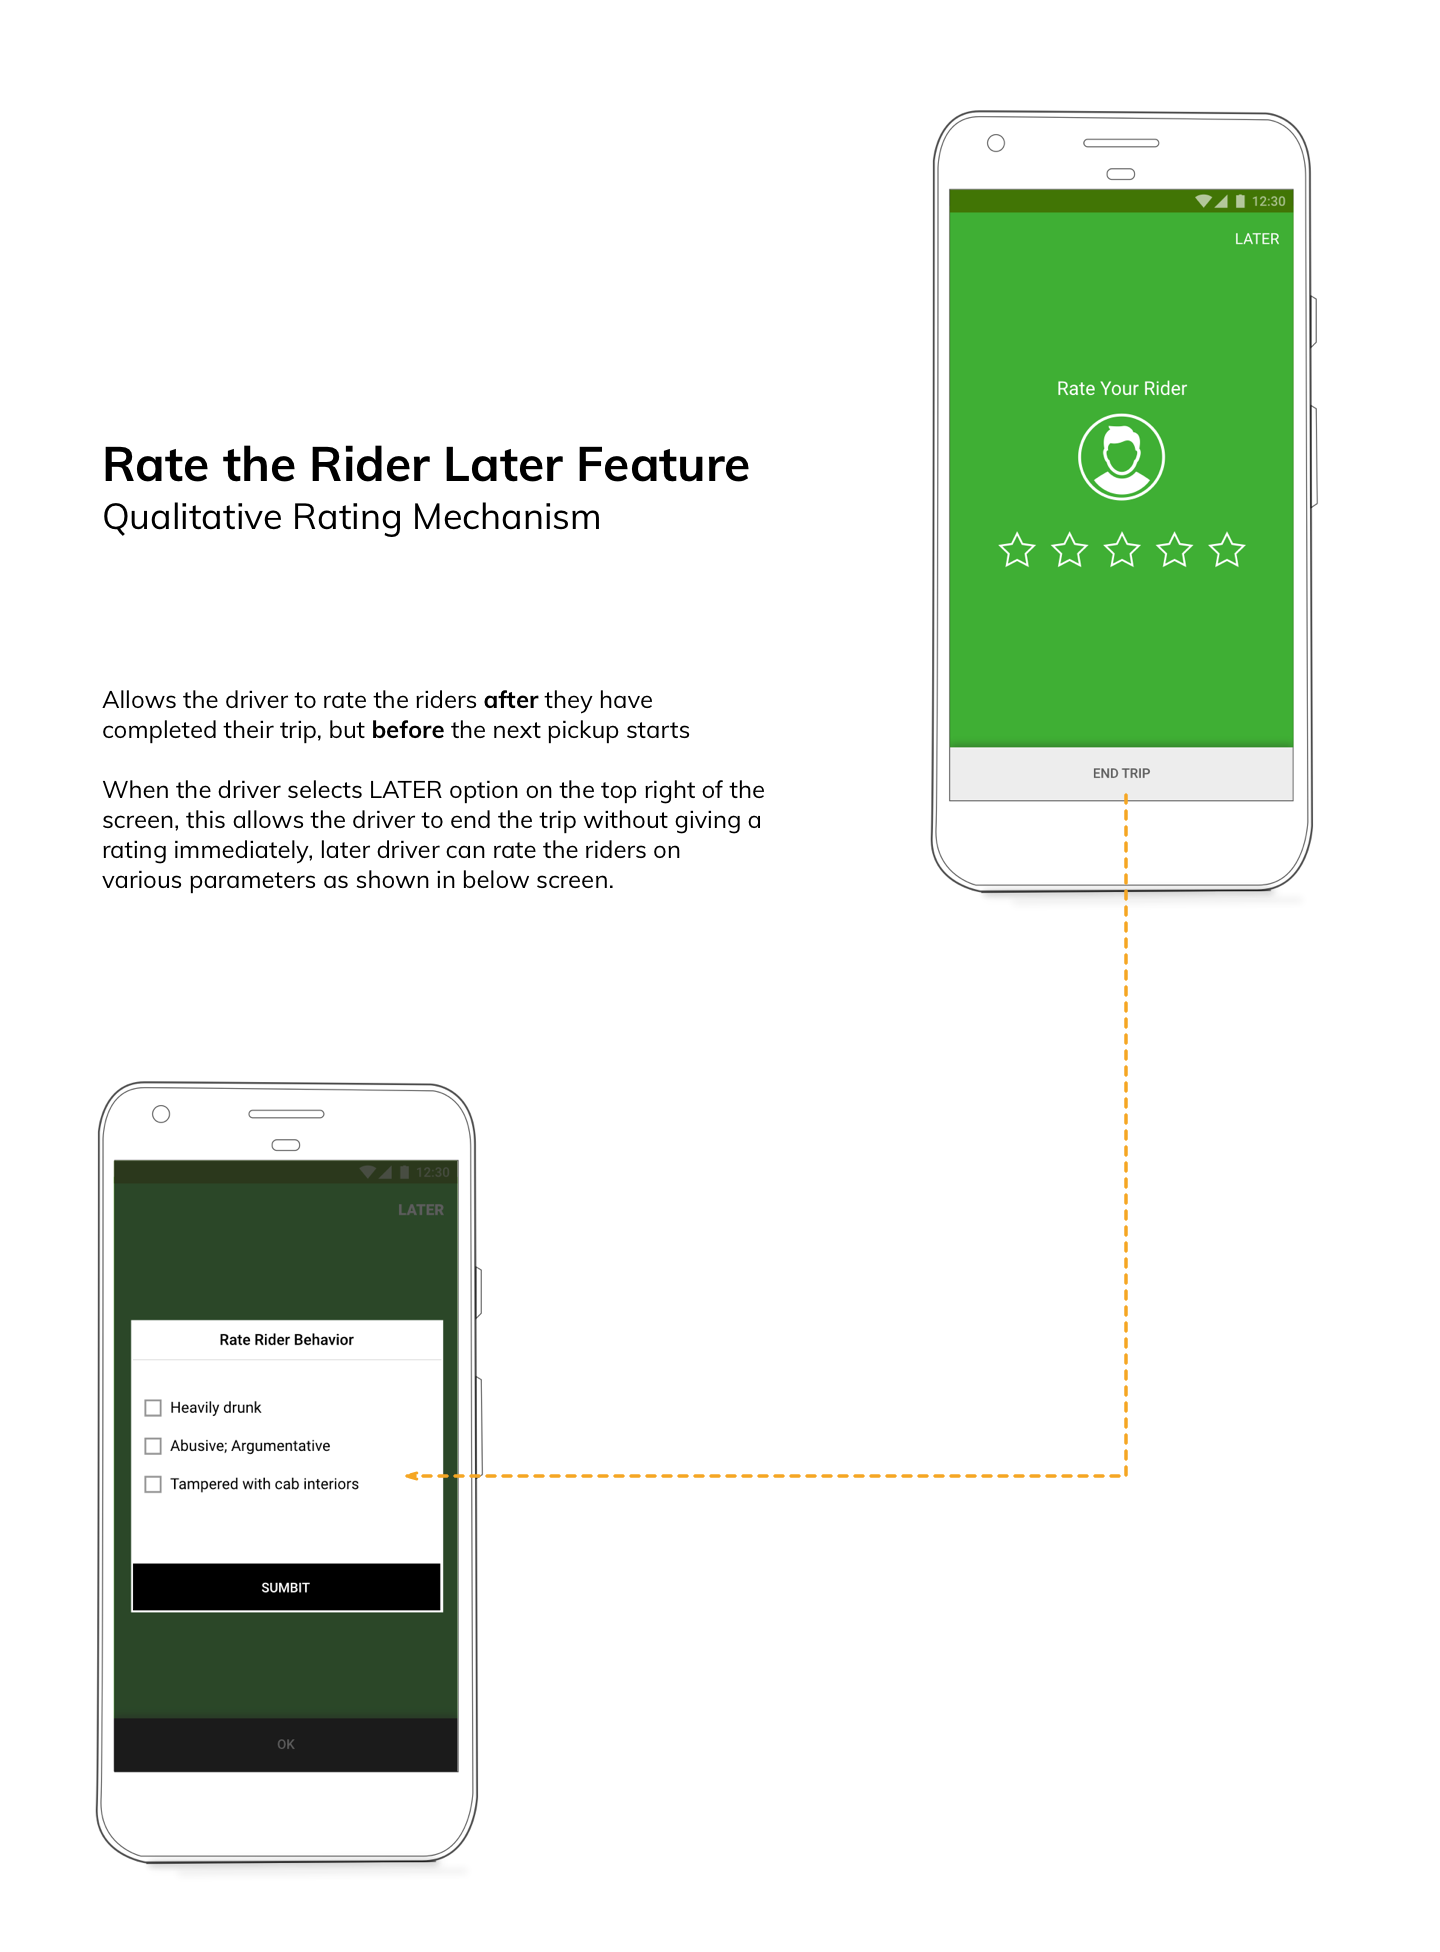 12:30
LATER
Rate Your Rider
Rate the Rider Later Feature
Qualitative Rating Mechanism
Allows the driver to rate the riders after they have
completed their trip, but before the next pickup starts
When the driver selects LATER option on the top right of the
screen, this allows the driver to end the trip without giving a
rating immediately, later driver can rate the riders on
various parameters as shown in below screen.
END TRIP
12:30
LATER
Rate Rider Behavior
Heavily drunk
Abusive; Argumentative
Tampered with cab interiors
SUMBIT
OK